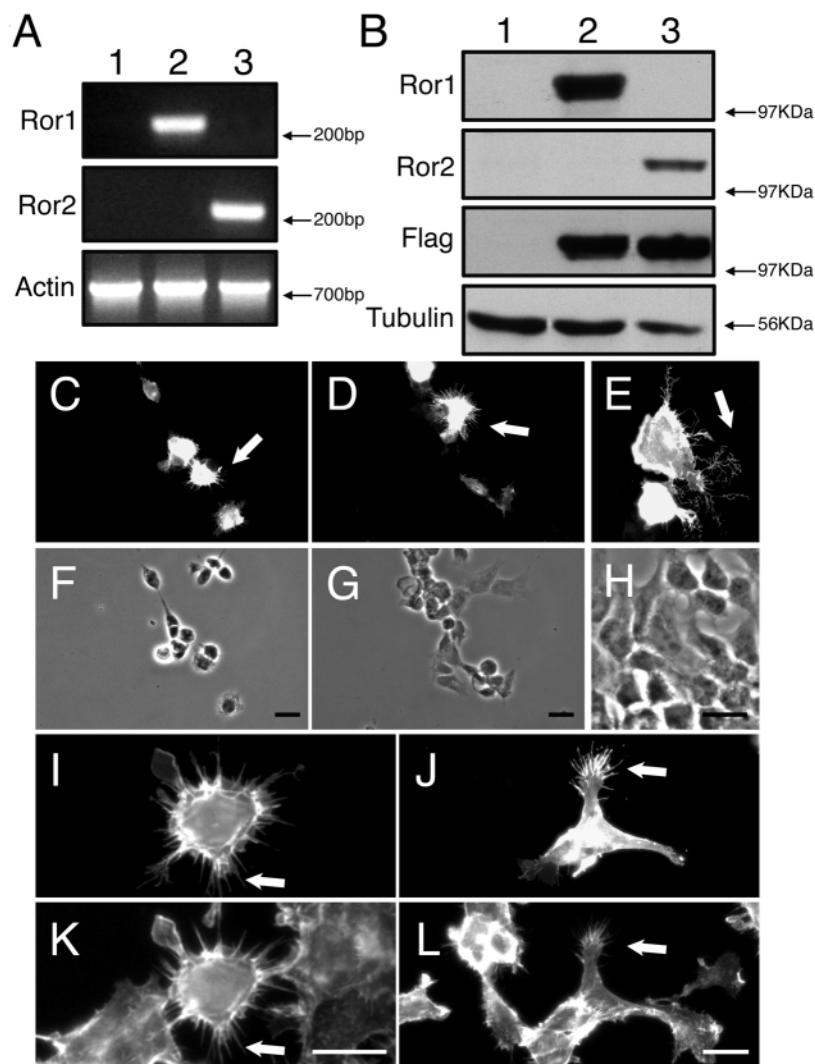 A
B
1 2 3
1 2 3
Ror1
200bp
Ror2
200bp
Actin
700bp
Ror1
97KDa
Ror2
97KDa
Flag
97KDa
Tubulin
56KDa
C
D
E
F
G
H
I
J
K
L